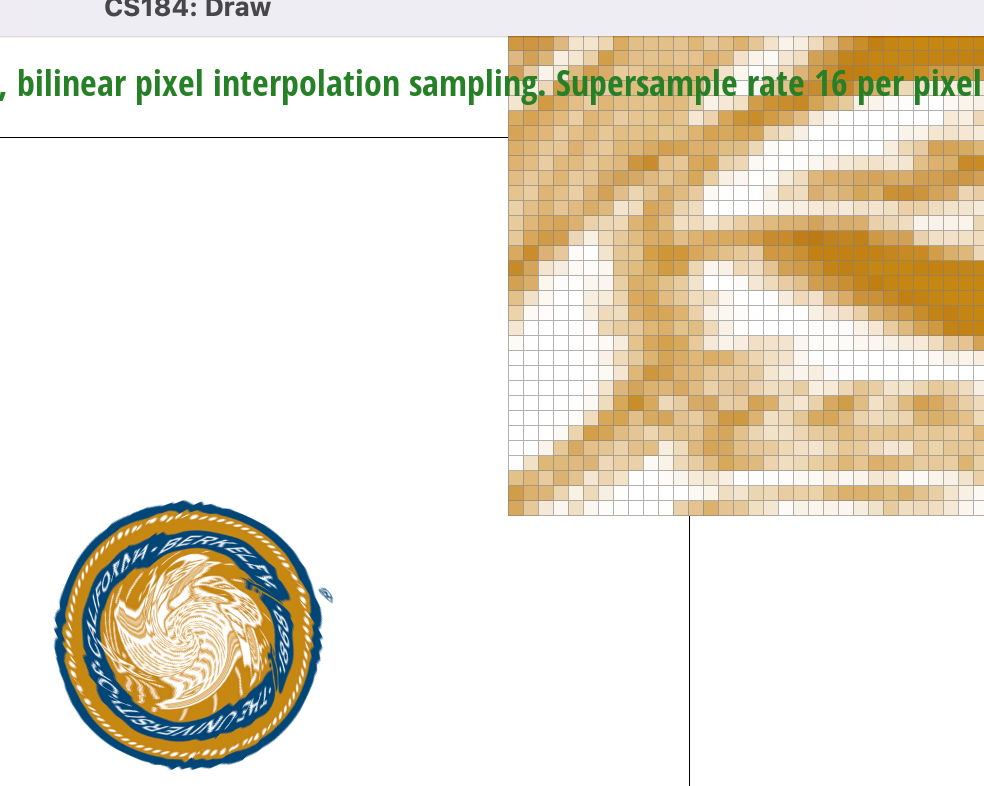 CS184: Draw
, bilinear pixel interpolation sampling. Supersample rate 16 per pixel
CALIFORNIA · BERKELEY
1868
· THE UNIVERSITY OF